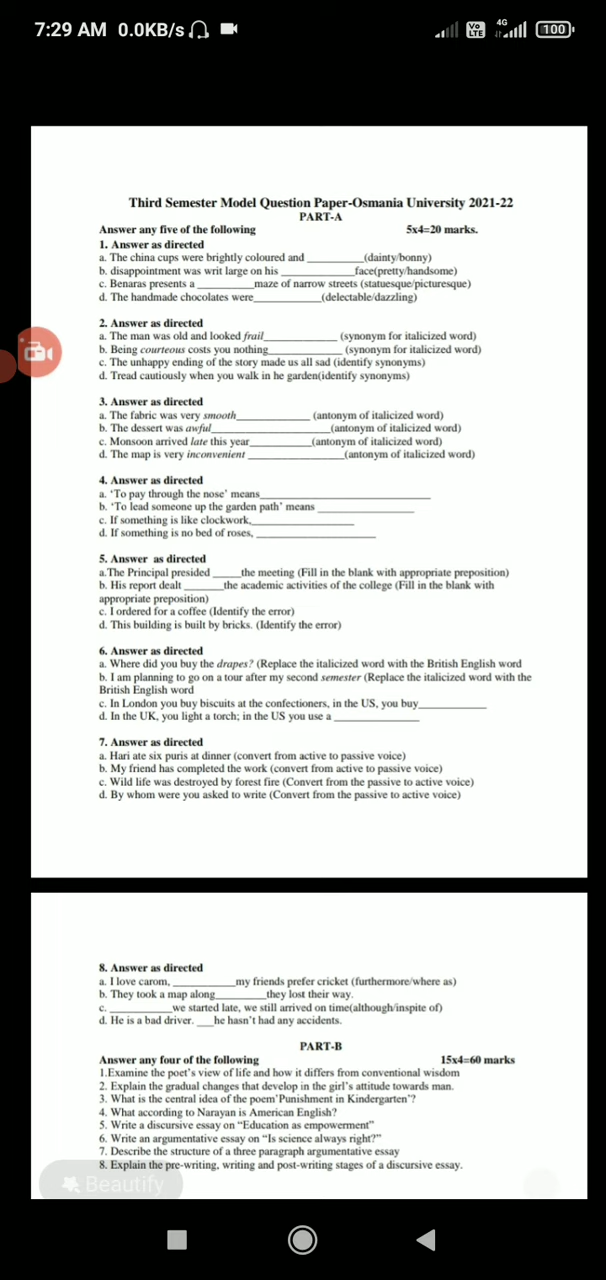 7:29 AM 0.0KB/s Vo LTE 4G 100
Third Semester Model Question Paper-Osmania University 2021-22
PART-A
Answer any five of the following 5x4=20 marks.
1. Answer as directed
a. The china cups were brightly coloured and __________(dainty/bonny)
b. disappointment was writ large on his _____________face(pretty/handsome)
c. Benaras presents a __________maze of narrow streets (statuesque/picturesque)
d. The handmade chocolates were____________(delectable/dazzling)
2. Answer as directed
a. The man was old and looked frail_____________ (synonym for italicized word)
b. Being courteous costs you nothing_____________ (synonym for italicized word)
c. The unhappy ending of the story made us all sad (identify synonyms)
d. Tread cautiously when you walk in he garden(identify synonyms)
3. Answer as directed
a. The fabric was very smooth_____________ (antonym of italicized word)
b. The dessert was awful_____________________(antonym of italicized word)
c. Monsoon arrived late this year___________(antonym of italicized word)
d. The map is very inconvenient _________________(antonym of italicized word)
4. Answer as directed
a. ‘To pay through the nose’ means______________________________
b. ‘To lead someone up the garden path’ means _________________
c. If something is like clockwork,__________________
d. If something is no bed of roses, _____________________
5. Answer as directed
a.The Principal presided _____the meeting (Fill in the blank with appropriate preposition)
b. His report dealt _______the academic activities of the college (Fill in the blank with
appropriate preposition)
c. I ordered for a coffee (Identify the error)
d. This building is built by bricks. (Identify the error)
6. Answer as directed
a. Where did you buy the drapes? (Replace the italicized word with the British English word
b. I am planning to go on a tour after my second semester (Replace the italicized word with the
British English word
c. In London you buy biscuits at the confectioners, in the US, you buy____________
d. In the UK, you light a torch; in the US you use a _______________
7. Answer as directed
a. Hari ate six puris at dinner (convert from active to passive voice)
b. My friend has completed the work (convert from active to passive voice)
c. Wild life was destroyed by forest fire (Convert from the passive to active voice)
d. By whom were you asked to write (Convert from the passive to active voice)
8. Answer as directed
a. I love carom, ___________my friends prefer cricket (furthermore/where as)
b. They took a map along_________they lost their way.
c. ___________we started late, we still arrived on time(although/inspite of)
d. He is a bad driver. ___he hasn’t had any accidents.
PART-B
Answer any four of the following 15x4=60 marks
1.Examine the poet’s view of life and how it differs from conventional wisdom
2. Explain the gradual changes that develop in the girl’s attitude towards man.
3. What is the central idea of the poem‘Punishment in Kindergarten’?
4. What according to Narayan is American English?
5. Write a discursive essay on “Education as empowerment”
6. Write an argumentative essay on “Is science always right?”
7. Describe the structure of a three paragraph argumentative essay
8. Explain the pre-writing, writing and post-writing stages of a discursive essay.
Beautify